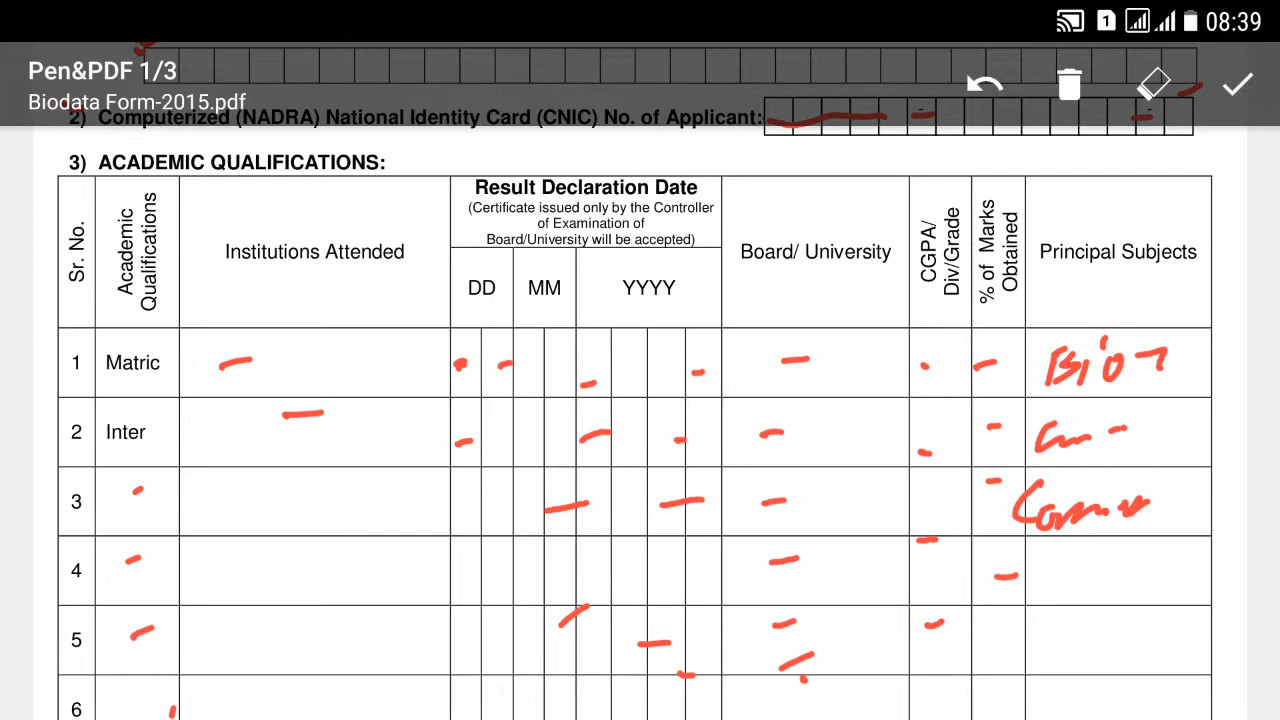 1 08:39
Pen&PDF 1/3
Biodata Form-2015.pdf
2) Computerized (NADRA) National Identity Card (CNIC) No. of Applicant:
3) ACADEMIC QUALIFICATIONS:
Sr. No.
Academic Qualifications
Institutions Attended
Result Declaration Date
(Certificate issued only by the Controller
of Examination of
Board/University will be accepted)
DD MM YYYY
Board/ University
CGPA/ Div/Grade
% of Marks Obtained
Principal Subjects
1 Matric Bio
2 Inter
3
4
5
6